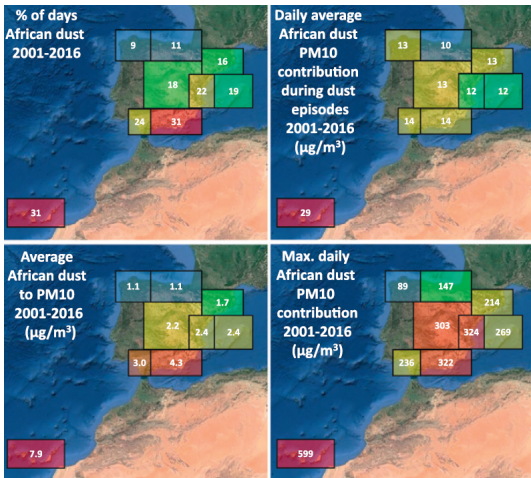 % of days
African dust
2001-2016
9
11
16
18
22
19
24
31
31
Daily average
African dust
PM10
contribution
during dust
episodes
2001-2016
(µg/m³)
13
10
13
13
12
12
14
14
29
Average
African dust
to PM10
2001-2016
(µg/m³)
1.1
1.1
1.7
2.2
2.4
2.4
3.0
4.3
7.9
Max. daily
African dust
PM10
contribution
2001-2016
(µg/m³)
89
147
214
303
324
269
236
322
599